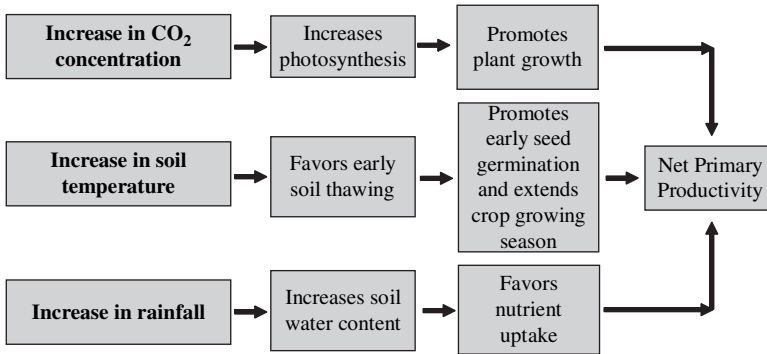 Increase in CO₂
concentration
Increases
photosynthesis
Promotes
plant growth
Increase in soil
temperature
Favors early
soil thawing
Promotes
early seed
germination
and extends
crop growing
season
Net Primary
Productivity
Increase in rainfall
Increases soil
water content
Favors
nutrient
uptake